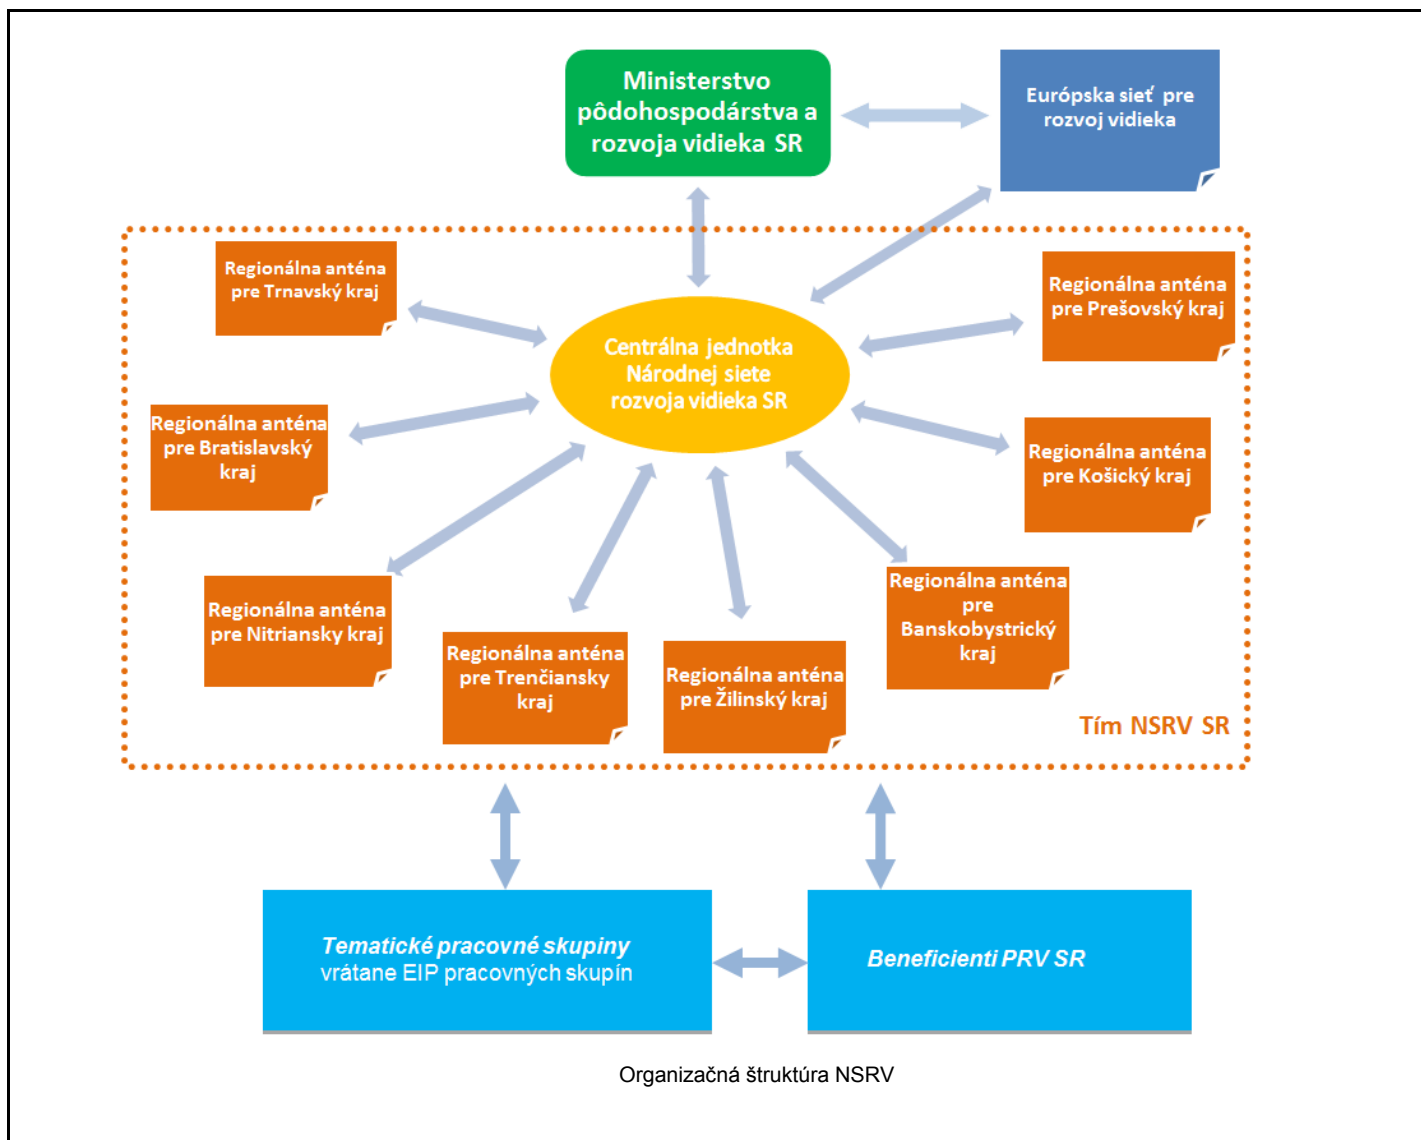 Ministerstvo
pôdohospodárstva a
rozvoja vidieka SR
Európska sieť pre
rozvoj vidieka
Regionálna anténa
pre Trnavský kraj
Regionálna anténa
pre Prešovský kraj
Centrálna jednotka
Národnej siete
rozvoja vidieka SR
Regionálna anténa
pre Bratislavský
kraj
Regionálna anténa
pre Košický kraj
Regionálna anténa
pre Nitriansky kraj
Regionálna anténa
pre Trenčiansky
kraj
Regionálna anténa
pre Žilinský kraj
Regionálna anténa
pre
Banskobystrický
kraj
Tím NSRV SR
Tematické pracovné skupiny
vrátane EIP pracovných skupín
Beneficienti PRV SR
Organizačná štruktúra NSRV